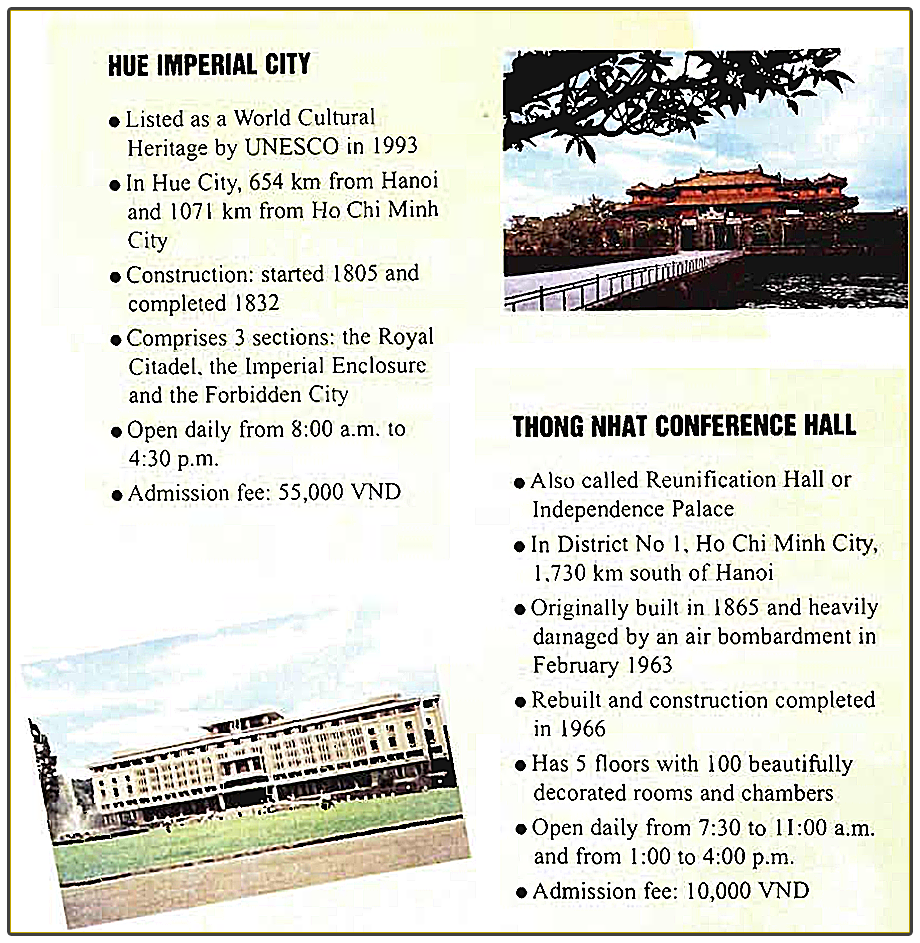 HUE IMPERIAL CITY
● Listed as a World Cultural
Heritage by UNESCO in 1993
● In Hue City, 654 km from Hanoi
and 1071 km from Ho Chi Minh
City
● Construction: started 1805 and
completed 1832
● Comprises 3 sections: the Royal
Citadel, the Imperial Enclosure
and the Forbidden City
● Open daily from 8:00 a.m. to
4:30 p.m.
● Admission fee: 55,000 VND
THONG NHAT CONFERENCE HALL
● Also called Reunification Hall or
Independence Palace
● In District No 1, Ho Chi Minh City,
1,730 km south of Hanoi
● Originally built in 1865 and heavily
damaged by an air bombardment in
February 1963
● Rebuilt and construction completed
in 1966
● Has 5 floors with 100 beautifully
decorated rooms and chambers
● Open daily from 7:30 to 11:00 a.m.
and from 1:00 to 4:00 p.m.
● Admission fee: 10,000 VND